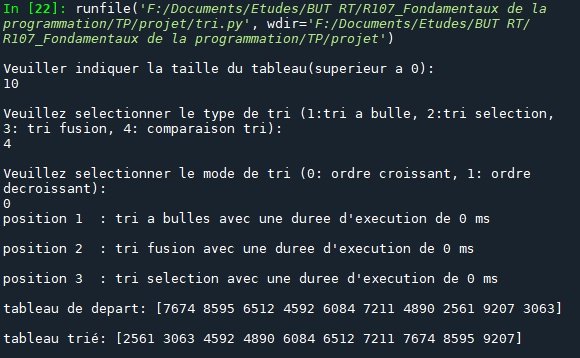 In [22]: runfile('F:/Documents/Etudes/BUT RT/R107_Fondamentaux de la
programmation/TP/projet/tri.py', wdir='F:/Documents/Etudes/BUT RT/
R107_Fondamentaux de la programmation/TP/projet')
Veuiller indiquer la taille du tableau(superieur a 0):
10
Veuillez selectionner le type de tri (1:tri a bulle, 2:tri selection,
3: tri fusion, 4: comparaison tri):
4
Veuillez selectionner le mode de tri (0: ordre croissant, 1: ordre
decroissant):
0
position 1  : tri a bulles avec une duree d'execution de 0 ms
position 2  : tri fusion avec une duree d'execution de 0 ms
position 3  : tri selection avec une duree d'execution de 0 ms
tableau de depart: [7674 8595 6512 4592 6084 7211 4890 2561 9207 3063]
tableau trié: [2561 3063 4592 4890 6084 6512 7211 7674 8595 9207]